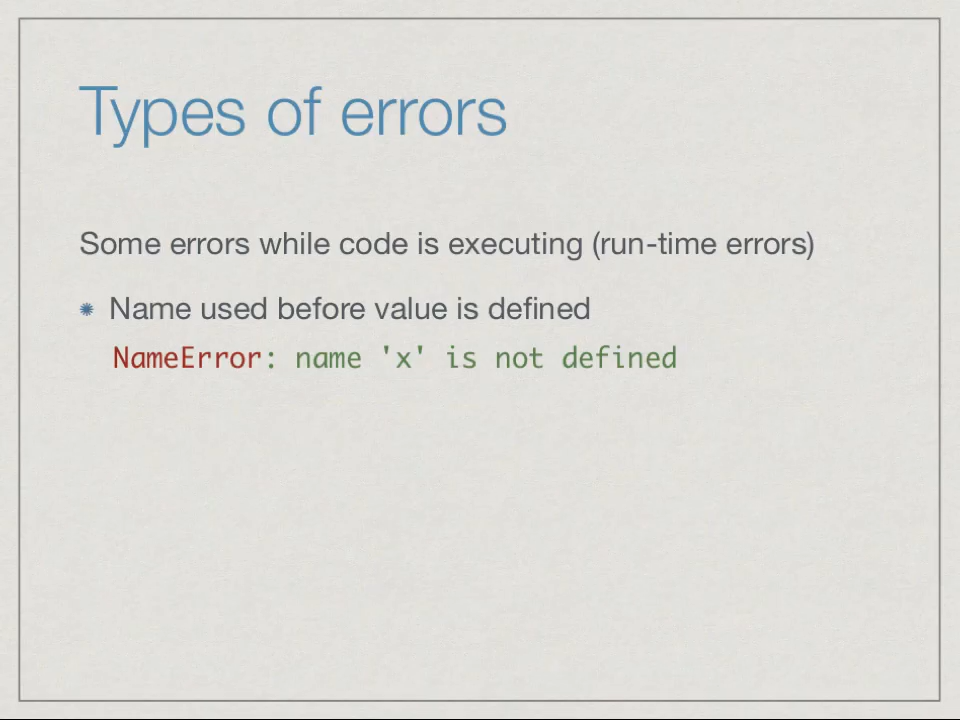 Types of errors
Some errors while code is executing (run-time errors)
Name used before value is defined
NameError: name 'x' is not defined